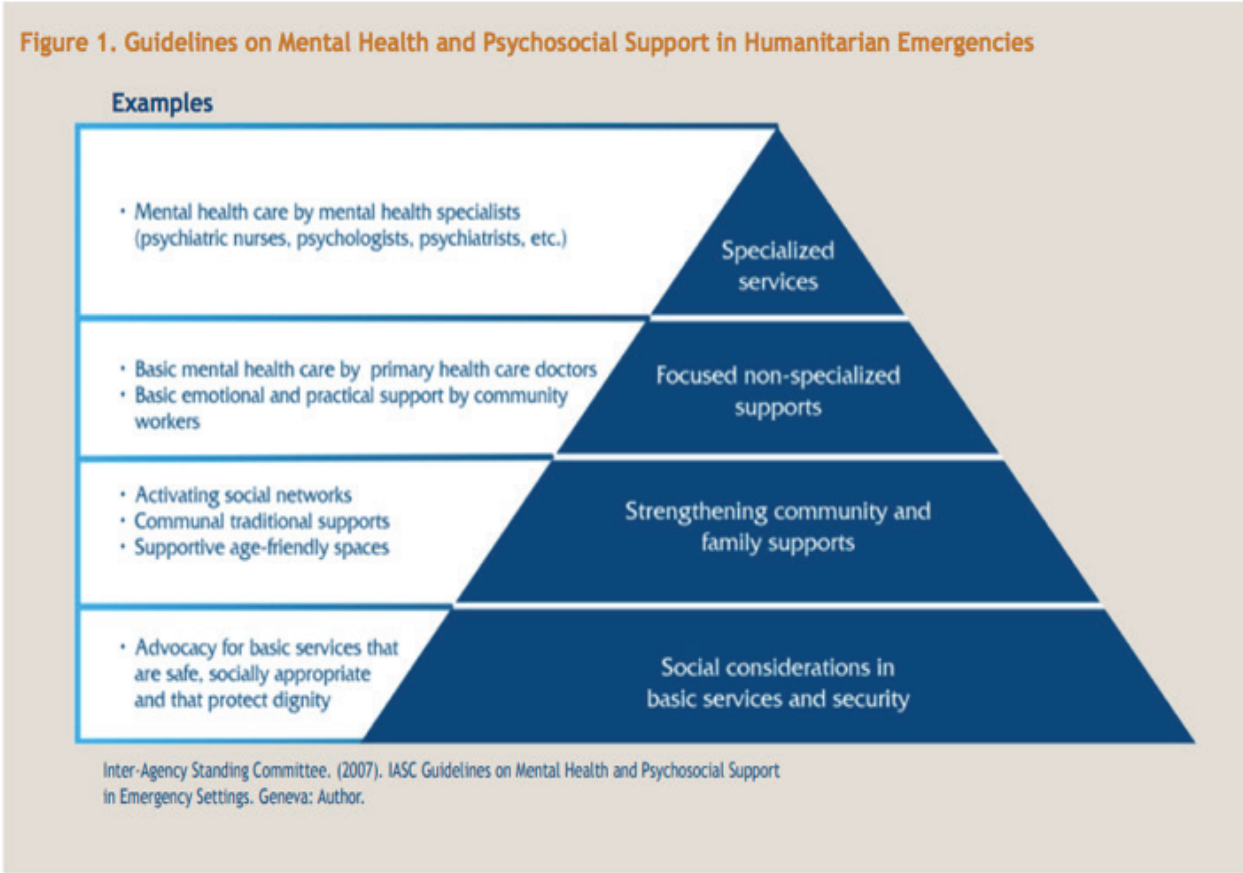 Figure 1. Guidelines on Mental Health and Psychosocial Support in Humanitarian Emergencies
Examples
• Mental health care by mental health specialists
(psychiatric nurses, psychologists, psychiatrists, etc.)
Specialized
services
• Basic mental health care by primary health care doctors
• Basic emotional and practical support by community
workers
Focused non-specialized
supports
• Activating social networks
• Communal traditional supports
• Supportive age-friendly spaces
Strengthening community and
family supports
• Advocacy for basic services that
are safe, socially appropriate
and that protect dignity
Social considerations in
basic services and security
Inter-Agency Standing Committee. (2007). IASC Guidelines on Mental Health and Psychosocial Support
in Emergency Settings. Geneva: Author.